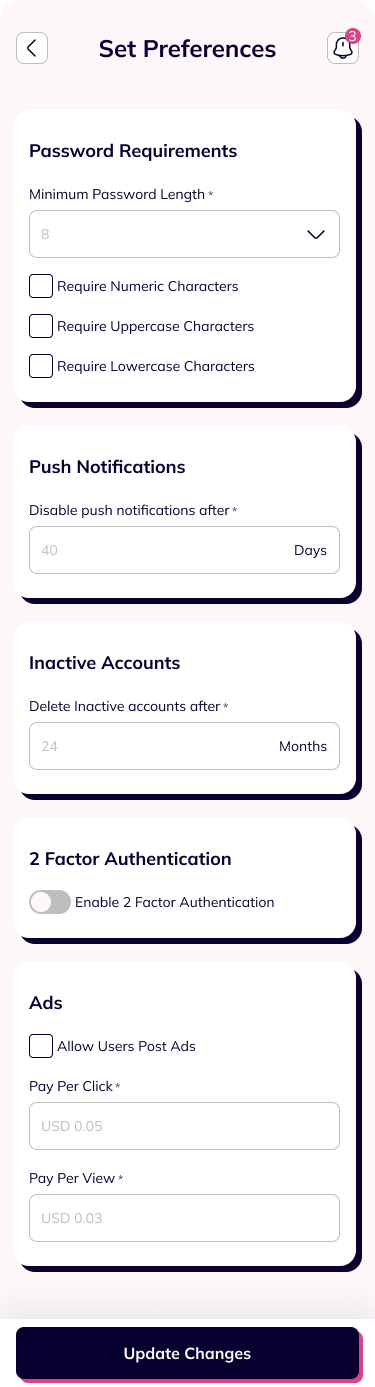 Set Preferences
3
Password Requirements
Minimum Password Length *
8
Require Numeric Characters
Require Uppercase Characters
Require Lowercase Characters
Push Notifications
Disable push notifications after *
40 Days
Inactive Accounts
Delete Inactive accounts after *
24 Months
2 Factor Authentication
Enable 2 Factor Authentication
Ads
Allow Users Post Ads
Pay Per Click *
USD 0.05
Pay Per View *
USD 0.03
Update Changes